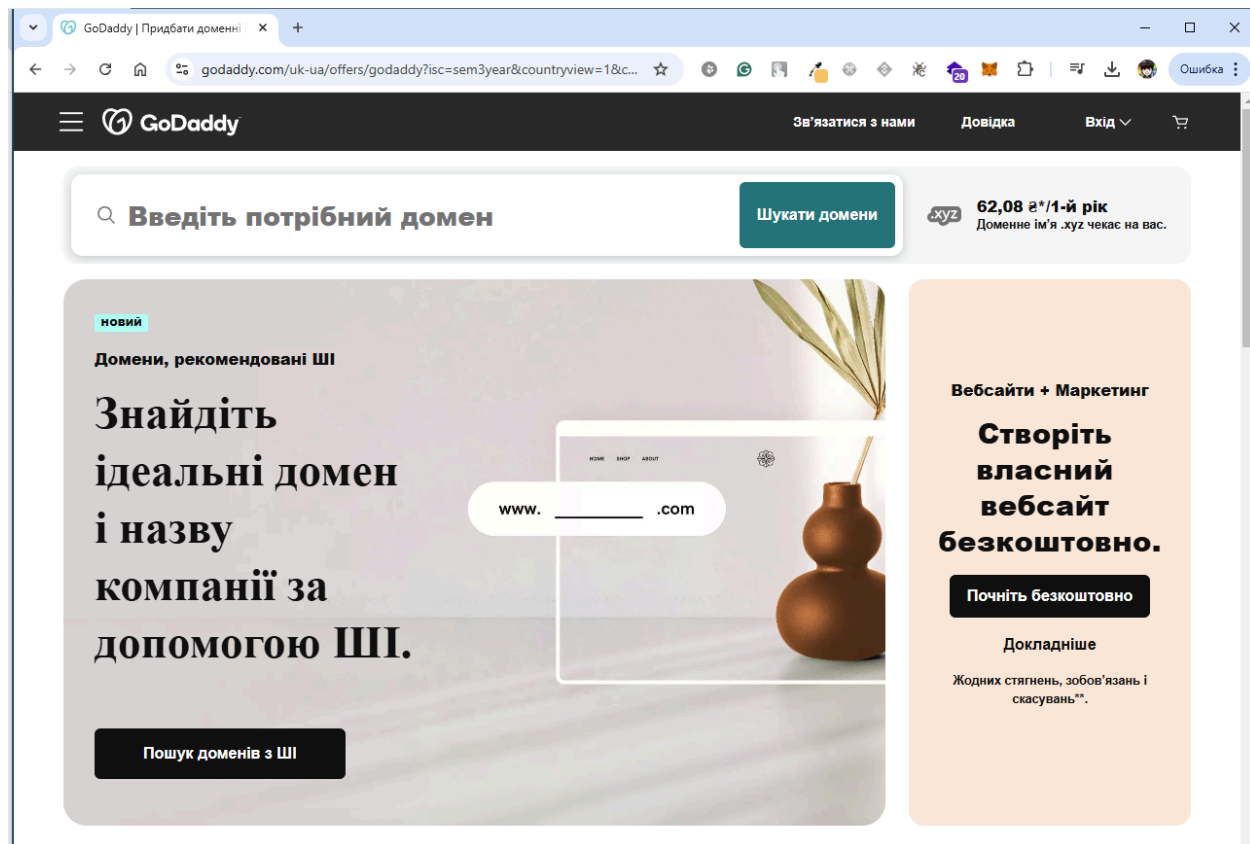 GoDaddy | Придбати доменні
godaddy.com/uk-ua/offers/godaddy?isc=sem3year&countryview=1&c...
20
Ошибка
GoDaddy
Зв'язатися з нами
Довідка
Вхід
Введіть потрібний домен
Шукати домени
.xyz
62,08 ₴*/1-й рік
Доменне ім'я .xyz чекає на вас.
новий
Домени, рекомендовані ШІ
Знайдіть
ідеальні домен
і назву
компанії за
допомогою ШІ.
Пошук доменів з ШІ
HOME SHOP ABOUT
www. ________ .com
Вебсайти + Маркетинг
Створіть
власний
вебсайт
безкоштовно.
Почніть безкоштовно
Докладніше
Жодних стягнень, зобов'язань і
скасувань**.